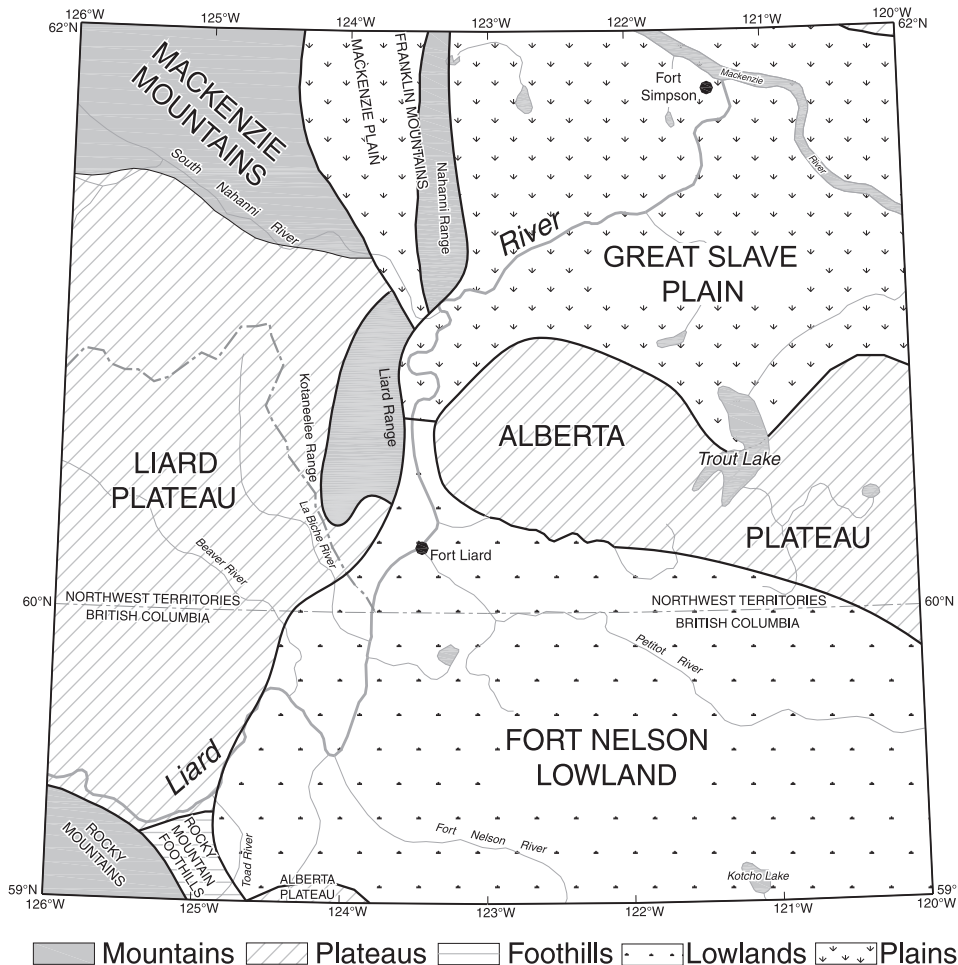 126°W
125°W
124°W
123°W
122°W
121°W
120°W
62°N
62°N
MACKENZIE
MOUNTAINS
MACKENZIE PLAIN
FRANKLIN MOUNTAINS
Nahanni Range
Fort
Simpson
Mackenzie
River
South Nahanni River
River
GREAT SLAVE
PLAIN
Kotaneelee Range
Liard Range
LIARD
PLATEAU
ALBERTA
Trout Lake
PLATEAU
La Biche River
Beaver River
Fort Liard
60°N
NORTHWEST TERRITORIES
BRITISH COLUMBIA
NORTHWEST TERRITORIES
BRITISH COLUMBIA
60°N
Petitot River
FORT NELSON
LOWLAND
Liard
ROCKY
MOUNTAINS
ROCKY
MOUNTAIN
FOOTHILLS
Toad River
Fort Nelson River
ALBERTA
PLATEAU
Kotcho Lake
59°N
59°
126°W
125°W
124°W
123°W
122°W
121°W
120°W
Mountains
Plateaus
Foothills
Lowlands
Plains